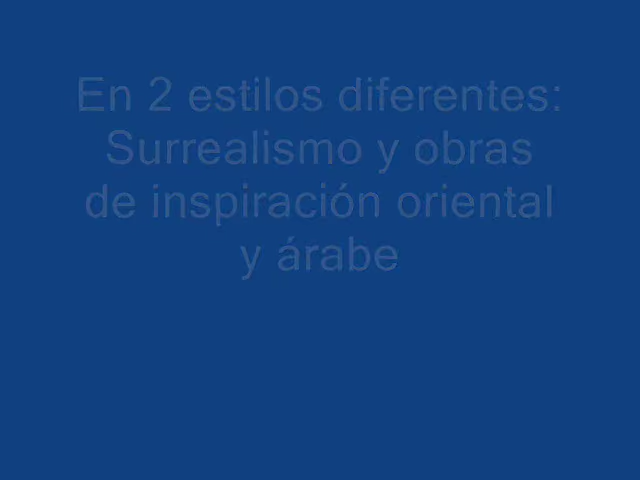 En 2 estilos diferentes:
Surrealismo y obras
de inspiración oriental
y árabe